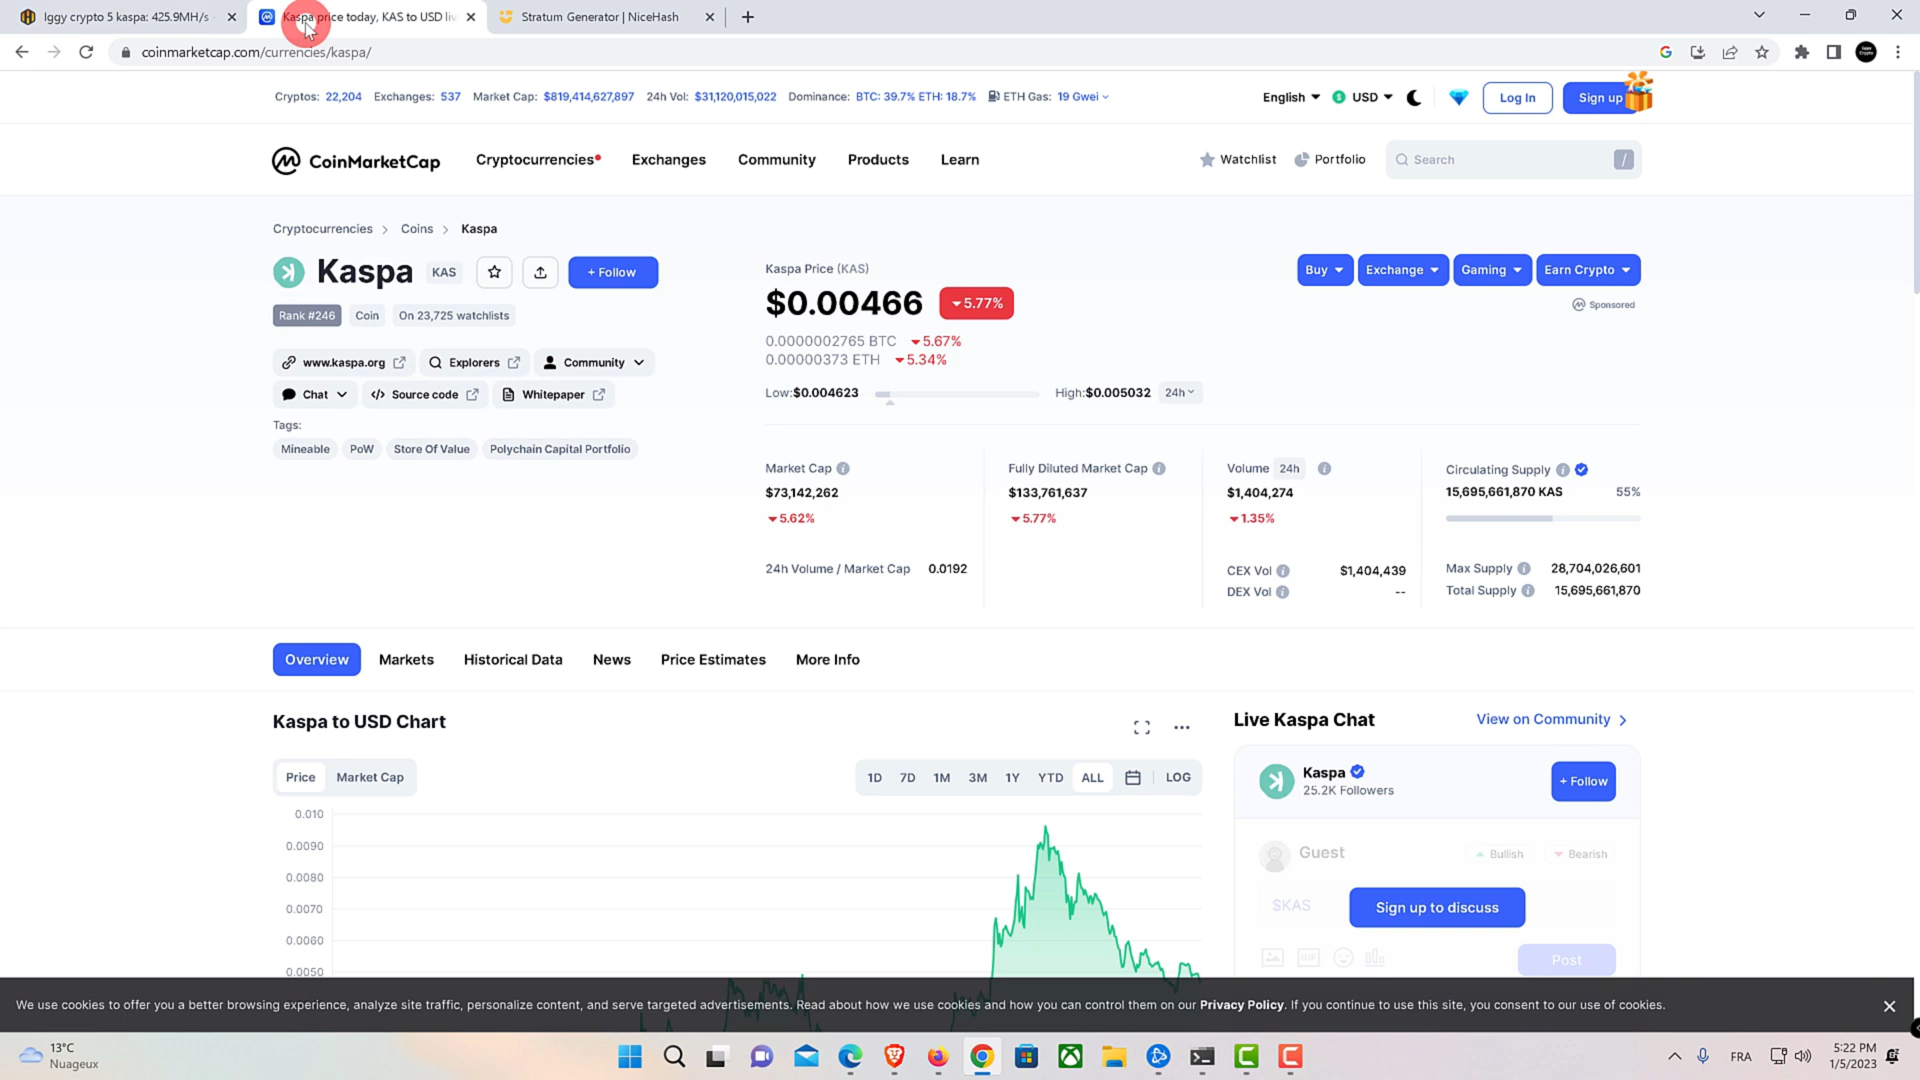 Iggy crypto 5 kaspa: 425.9MH/s
Kaspa price today, KAS to USD liv
Stratum Generator | NiceHash
coinmarketcap.com/currencies/kaspa/
Cryptos: 22,204 Exchanges: 537 Market Cap: $819,414,627,897 24h Vol: $31,120,015,022 Dominance: BTC: 39.7% ETH: 18.7% ETH Gas: 19 Gwei
English USD Log In Sign up
CoinMarketCap Cryptocurrencies Exchanges Community Products Learn Watchlist Portfolio Search /
Cryptocurrencies > Coins > Kaspa
Kaspa KAS + Follow
Rank #246 Coin On 23,725 watchlists
www.kaspa.org Explorers Community
Chat </> Source code Whitepaper
Tags:
Mineable PoW Store Of Value Polychain Capital Portfolio
Kaspa Price (KAS)
$0.00466 5.77%
0.0000002765 BTC 5.67%
0.00000373 ETH 5.34%
Low:$0.004623 High:$0.005032 24h
Buy Exchange Gaming Earn Crypto
Sponsored
Market Cap
$73,142,262
5.62%
24h Volume / Market Cap 0.0192
Fully Diluted Market Cap
$133,761,637
5.77%
Volume 24h
$1,404,274
1.35%
CEX Vol $1,404,439
DEX Vol --
Circulating Supply
15,695,661,870 KAS 55%
Max Supply 28,704,026,601
Total Supply 15,695,661,870
Overview Markets Historical Data News Price Estimates More Info
Kaspa to USD Chart
Price Market Cap
1D 7D 1M 3M 1Y YTD ALL LOG
0.010
0.0090
0.0080
0.0070
0.0060
0.0050
Live Kaspa Chat View on Community
Kaspa
25.2K Followers
+ Follow
Guest Bullish Bearish
$KAS
Sign up to discuss
GIF
Post
We use cookies to offer you a better browsing experience, analyze site traffic, personalize content, and serve targeted advertisements. Read about how we use cookies and how you can control them on our Privacy Policy. If you continue to use this site, you consent to our use of cookies.
13°C
Nuageux
FRA
5:22 PM
1/5/2023